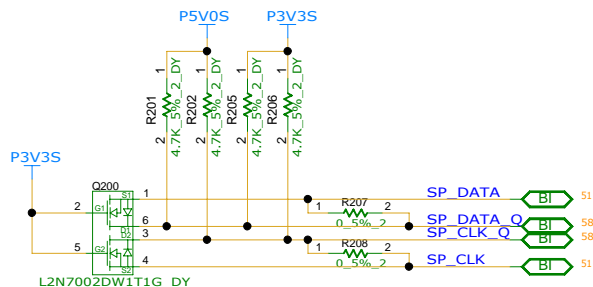 P5V0S
P3V3S
1
1
1
1
R201
4.7K_5%_2_DY
R202
4.7K_5%_2_DY
R205
4.7K_5%_2_DY
R206
4.7K_5%_2_DY
2
2
2
2
P3V3S
Q200
2
G1
S1
1
SP_DATA
BI
51
R207
1
2
0_5%_2
6
SP_DATA_Q
BI
58
D2
3
SP_CLK_Q
BI
58
5
G2
R208
1
2
0_5%_2
S2
4
SP_CLK
BI
51
L2N7002DW1T1G_DY